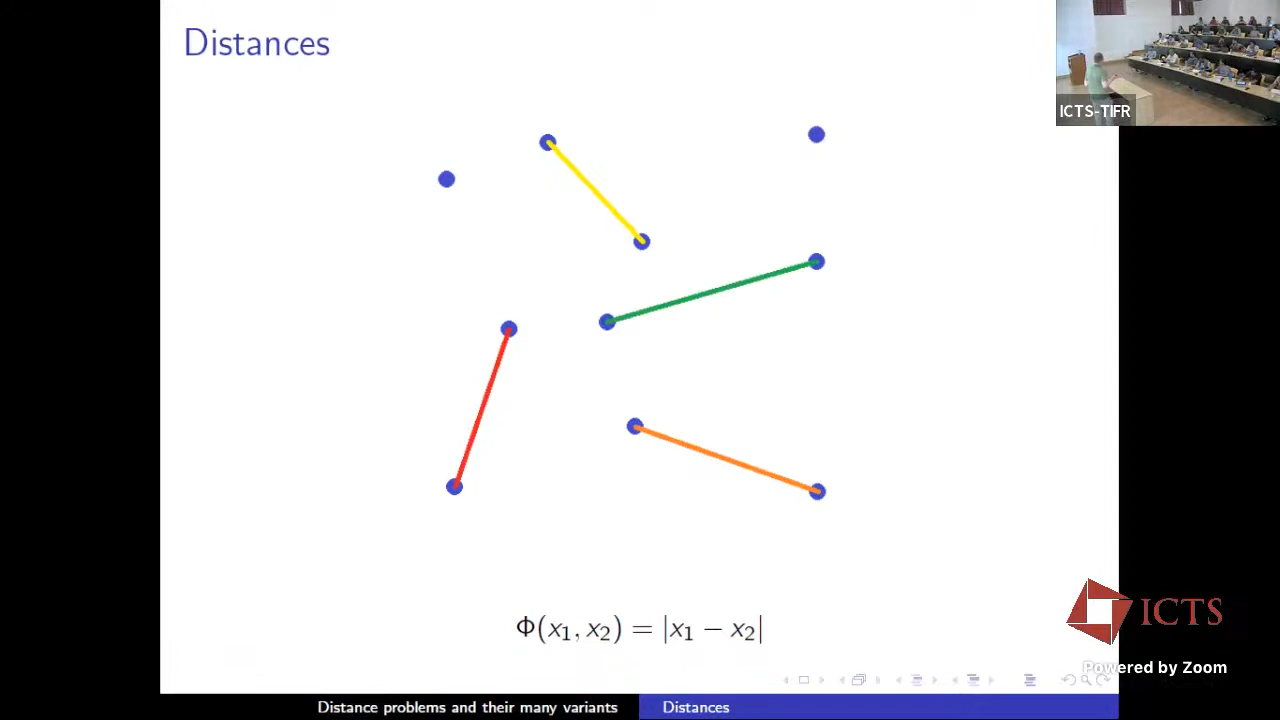 Distances
ICTS-TIFR
Φ(x₁, x₂) = |x₁ − x₂|
ICTS
Powered by Zoom
Distance problems and their many variants
Distances